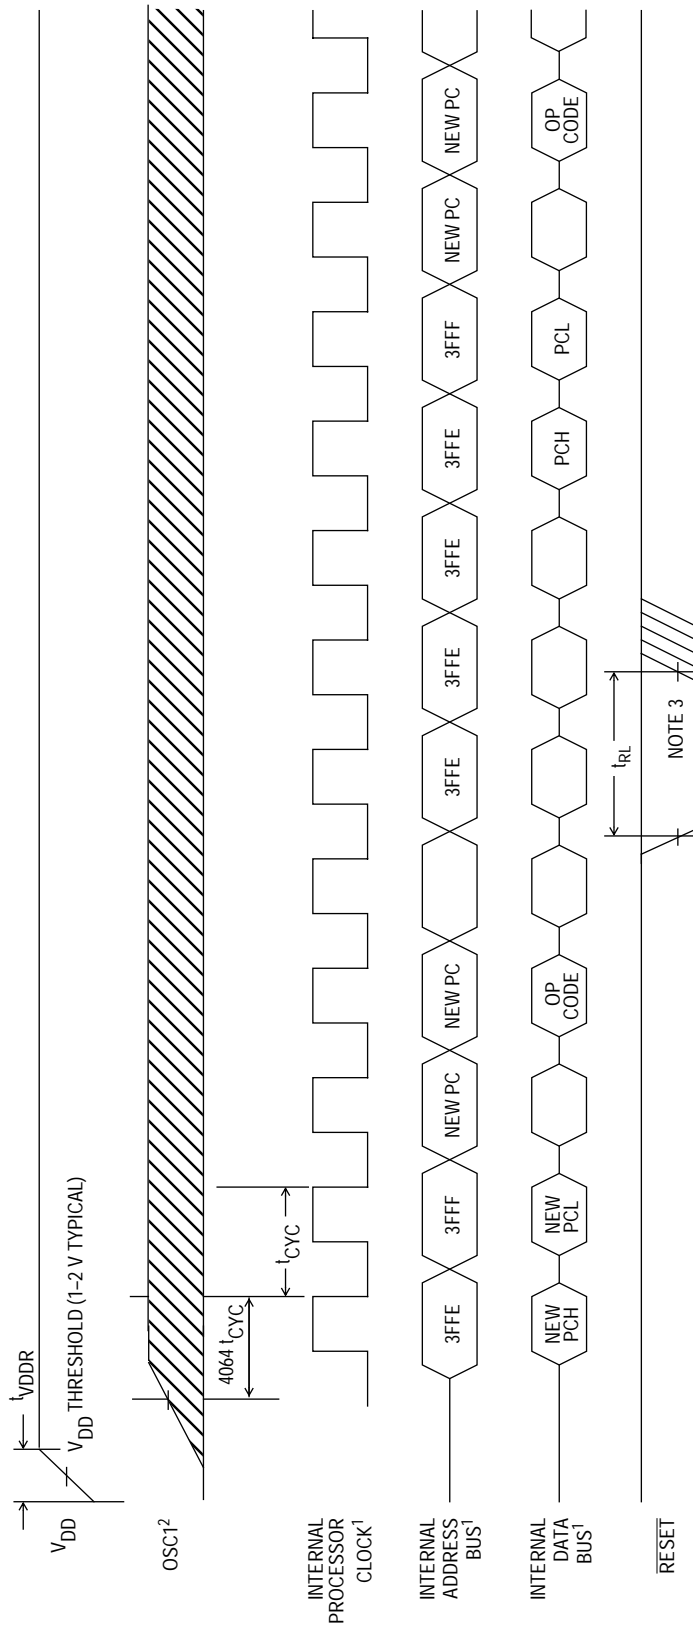 t_VDDR
V_DD
V_DD THRESHOLD (1–2 V TYPICAL)
OSC1²
4064 t_CYC
t_CYC
INTERNAL
PROCESSOR
CLOCK¹
INTERNAL
ADDRESS
BUS¹
3FFE
3FFF
NEW PC
NEW PC
3FFE
3FFE
3FFE
3FFE
3FFF
NEW PC
NEW PC
INTERNAL
DATA
BUS¹
NEW
PCH
NEW
PCL
OP
CODE
PCH
PCL
OP
CODE
t_RL
RESET
NOTE 3